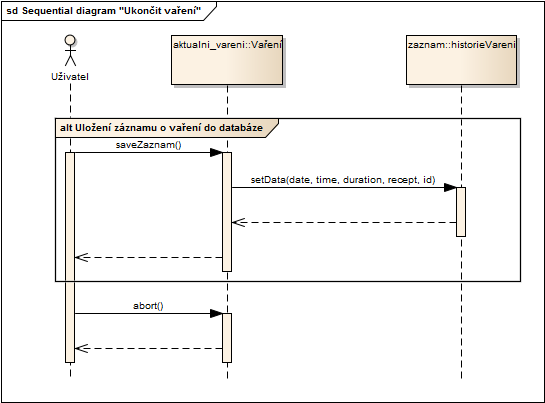 sd Sequential diagram "Ukončit vaření"
aktualni_vareni::Vaření
zaznam::historieVareni
Uživatel
alt Uložení záznamu o vaření do databáze
saveZaznam()
setData(date, time, duration, recept, id)
abort()